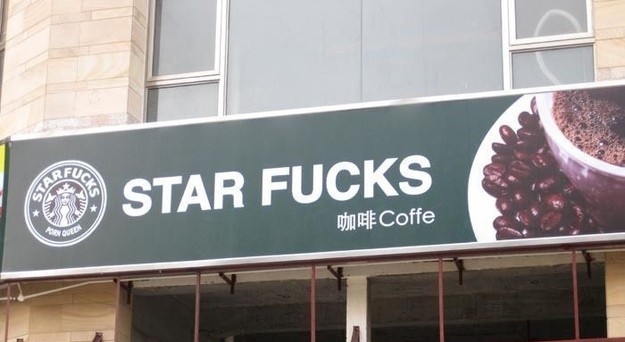 STARFUCKS
PORN QUEEN
STAR FUCKS
咖啡Coffe